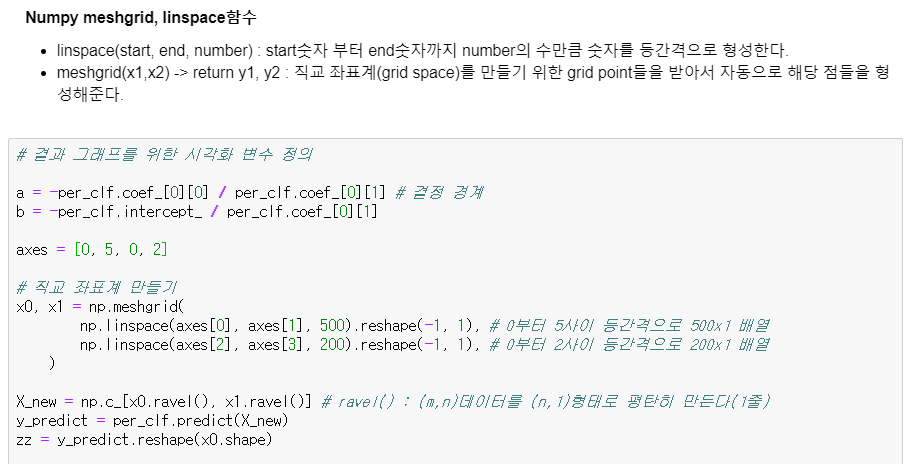 Numpy meshgrid, linspace함수
• linspace(start, end, number) : start숫자 부터 end숫자까지 number의 수만큼 숫자를 등간격으로 형성한다.
• meshgrid(x1,x2) -> return y1, y2 : 직교 좌표계(grid space)를 만들기 위한 grid point들을 받아서 자동으로 해당 점들을 형
성해준다.
# 결과 그래프를 위한 시각화 변수 정의
a = -per_clf.coef_[0][0] / per_clf.coef_[0][1] # 결정 경계
b = -per_clf.intercept_ / per_clf.coef_[0][1]
axes = [0, 5, 0, 2]
# 직교 좌표계 만들기
x0, x1 = np.meshgrid(
        np.linspace(axes[0], axes[1], 500).reshape(-1, 1), # 0부터 5사이 등간격으로 500x1 배열
        np.linspace(axes[2], axes[3], 200).reshape(-1, 1), # 0부터 2사이 등간격으로 200x1 배열
    )
X_new = np.c_[x0.ravel(), x1.ravel()] # ravel() : (m,n)데이터를 (n,1)형태로 평탄히 만든다(1줄)
y_predict = per_clf.predict(X_new)
zz = y_predict.reshape(x0.shape)